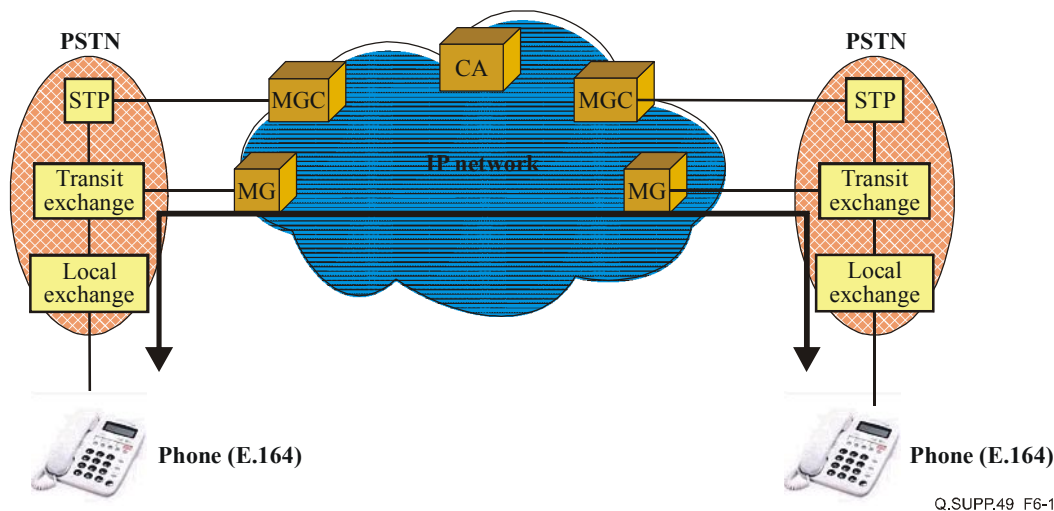 PSTN
PSTN
CA
STP
MGC
MGC
STP
IP network
Transit
exchange
MG
MG
Transit
exchange
Local
exchange
Local
exchange
Phone (E.164)
Phone (E.164)
Q.SUPP.49 F6-1